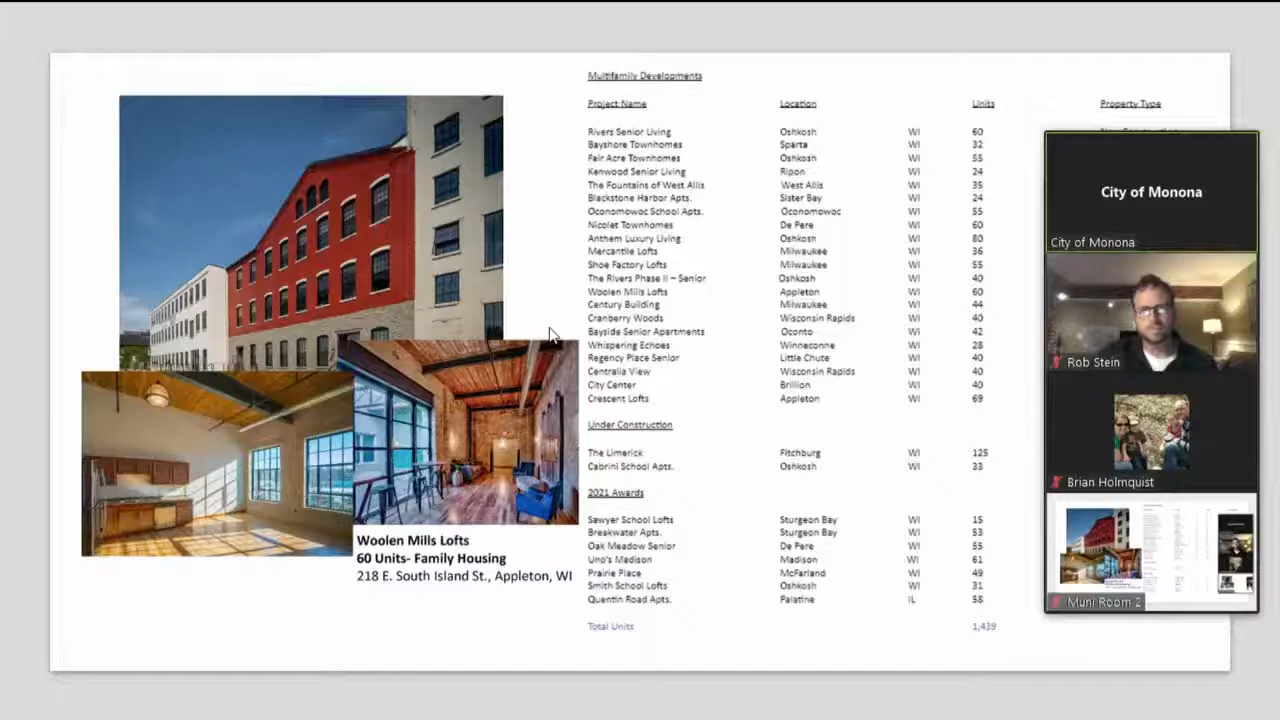 Multifamily Developments
Project Name Location Units Property Type
Rivers Senior Living Oshkosh WI 60
Bayshore Townhomes Sparta WI 32
Fair Acre Townhomes Oshkosh WI 55
Kenwood Senior Living Ripon WI 24
The Fountains of West Allis West Allis WI 35
Blackstone Harbor Apts. Sister Bay WI 24
Oconomowoc School Apts. Oconomowoc WI 55
Nicolet Townhomes De Pere WI 60
Anthem Luxury Living Oshkosh WI 80
Mercantile Lofts Milwaukee WI 36
Shoe Factory Lofts Milwaukee WI 55
The Rivers Phase II – Senior Oshkosh WI 40
Woolen Mills Lofts Appleton WI 60
Century Building Milwaukee WI 44
Cranberry Woods Wisconsin Rapids WI 40
Bayside Senior Apartments Oconto WI 42
Whispering Echoes Winneconne WI 28
Regency Place Senior Little Chute WI 40
Centralia View Wisconsin Rapids WI 40
City Center Brillion WI 40
Crescent Lofts Appleton WI 69
Under Construction
The Limerick Fitchburg WI 125
Cabrini School Apts. Oshkosh WI 33
2021 Awards
Sawyer School Lofts Sturgeon Bay WI 15
Breakwater Apts. Sturgeon Bay WI 53
Oak Meadow Senior De Pere WI 55
Uno's Madison Madison WI 61
Prairie Place McFarland WI 49
Smith School Lofts Oshkosh WI 31
Quentin Road Apts. Palatine IL 58
Total Units 1,439
Woolen Mills Lofts
60 Units- Family Housing
218 E. South Island St., Appleton, WI
City of Monona
City of Monona
Rob Stein
Brian Holmquist
Muni Room 2